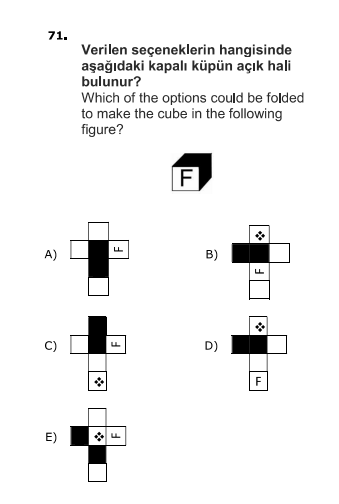 71.
Verilen seçeneklerin hangisinde
aşağıdaki kapalı küpün açık hali
bulunur?
Which of the options could be folded
to make the cube in the following
figure?
F
A) F
B) F
C) F
D) F
E) F